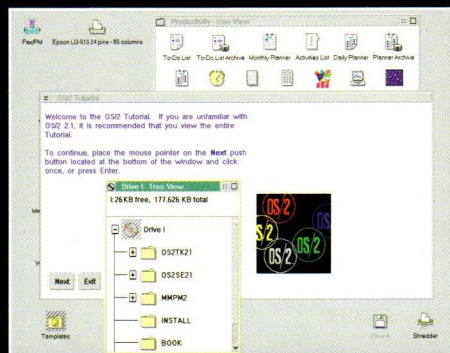 Productivity - Icon View
Fax/PM
Epson LQ-510 24 pins - 80 columns
To-Do List
To-Do List Archive
Monthly Planner
Activities List
Daily Planner
Planner Archive
OS/2 Tutorial
Welcome to the OS/2 Tutorial. If you are unfamiliar with
OS/2 2.1, it is recommended that you view the entire
Tutorial.
To continue, place the mouse pointer on the Next push
button located at the bottom of the window and click
once, or press Enter.
Drive I - Tree View
I:26 KB free, 177.626 KB total
Drive I
OS2TK21
OS2SE21
MMPM2
INSTALL
BOOK
OS/2
OS/2
OS/2
OS/2
OS
Me
Next
Exit
Templates
Drive A
Shredder